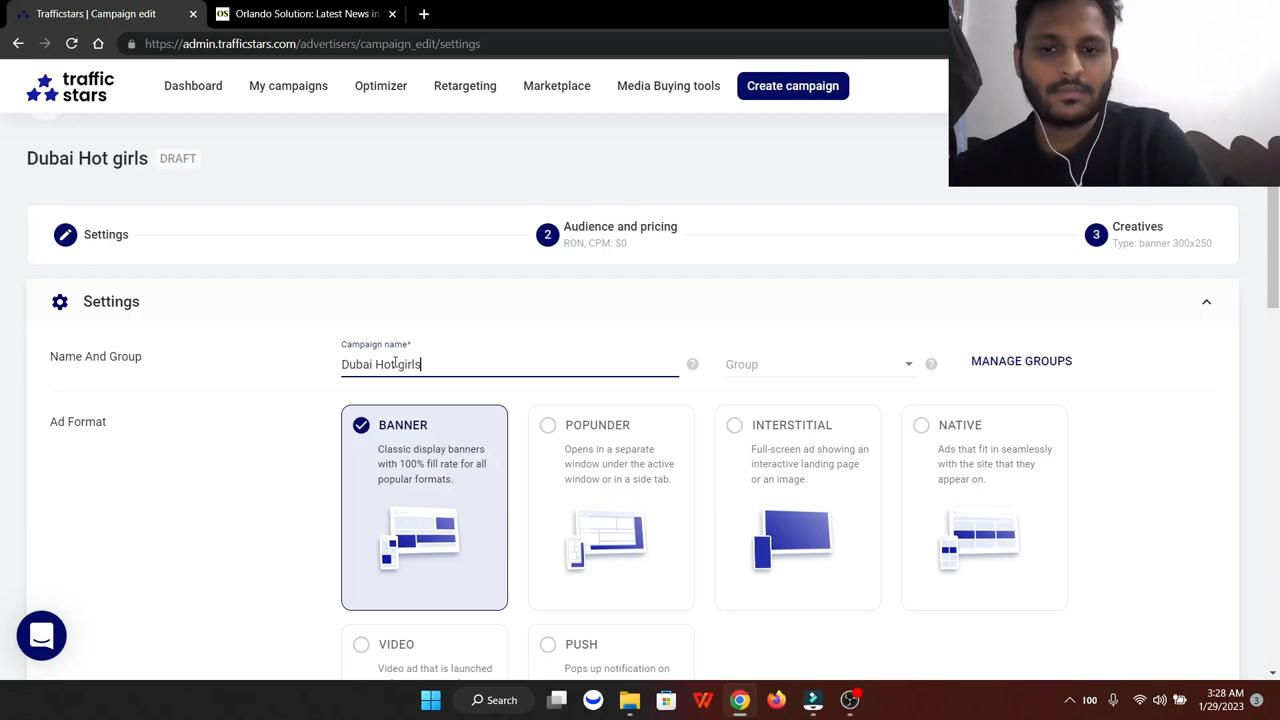 Trafficstars | Campaign edit
OS Orlando Solution: Latest News in
https://admin.trafficstars.com/advertisers/campaign_edit/settings
traffic
stars
Dashboard
My campaigns
Optimizer
Retargeting
Marketplace
Media Buying tools
Create campaign
Dubai Hot girls
DRAFT
Settings
2
Audience and pricing
RON, CPM: $0
3
Creatives
Type: banner 300x250
Settings
Name And Group
Campaign name*
Dubai Hot girls
?
Group
?
MANAGE GROUPS
Ad Format
BANNER
Classic display banners
with 100% fill rate for all
popular formats.
POPUNDER
Opens in a separate
window under the active
window or in a side tab.
INTERSTITIAL
Full-screen ad showing an
interactive landing page
or an image.
NATIVE
Ads that fit in seamlessly
with the site that they
appear on.
VIDEO
Video ad that is launched
PUSH
Pops up notification on
Search
100
3:28 AM
1/29/2023
3